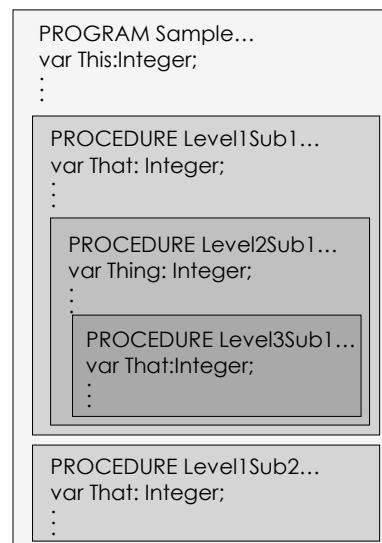 PROGRAM Sample…
var This:Integer;
:
PROCEDURE Level1Sub1…
var That: Integer;
:
PROCEDURE Level2Sub1…
var Thing: Integer;
:
PROCEDURE Level3Sub1…
var That:Integer;
:
PROCEDURE Level1Sub2…
var That: Integer;
: